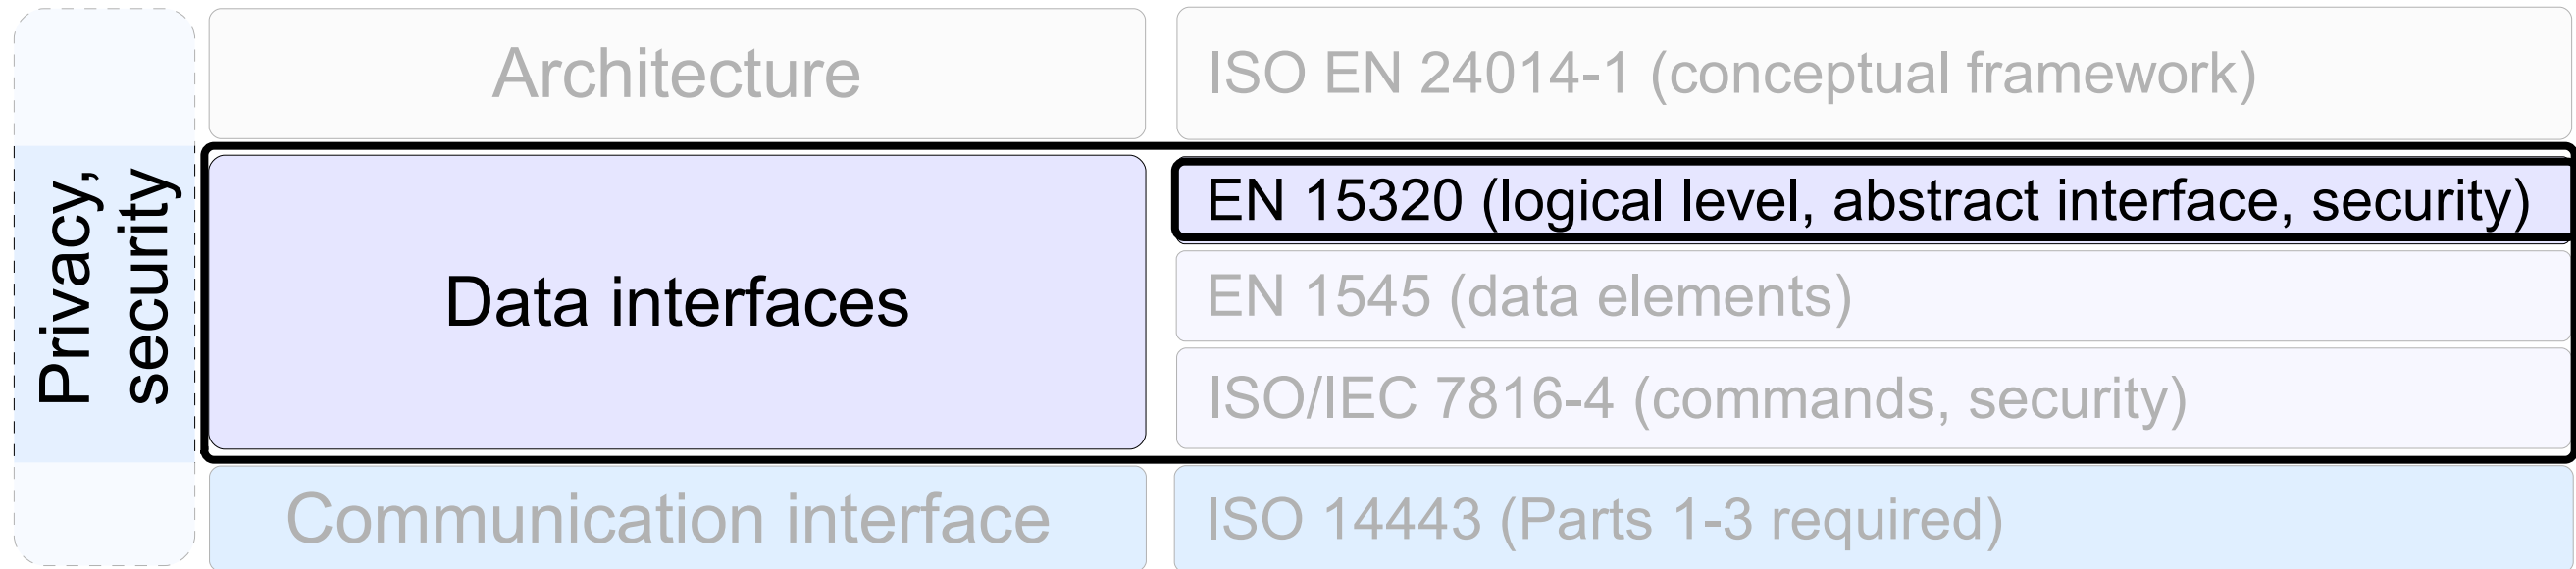 Privacy,
security
Architecture
ISO EN 24014-1 (conceptual framework)
Data interfaces
EN 15320 (logical level, abstract interface, security)
EN 1545 (data elements)
ISO/IEC 7816-4 (commands, security)
Communication interface
ISO 14443 (Parts 1-3 required)